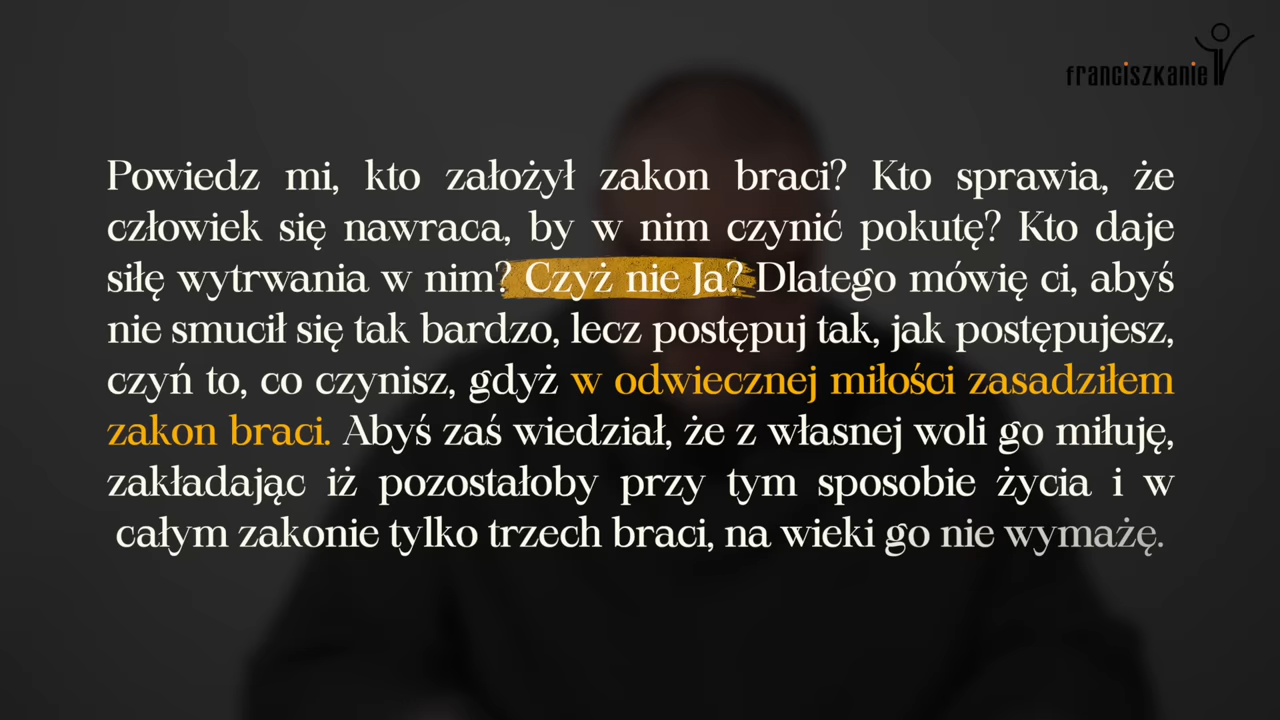 franciszkanie
Powiedz mi, kto założył zakon braci? Kto sprawia, że
człowiek się nawraca, by w nim czynić pokutę? Kto daje
siłę wytrwania w nim? Czyż nie Ja? Dlatego mówię ci, abyś
nie smucił się tak bardzo, lecz postępuj tak, jak postępujesz,
czyń to, co czynisz, gdyż w odwiecznej miłości zasadziłem
zakon braci. Abyś zaś wiedział, że z własnej woli go miłuję,
zakładając iż pozostałoby przy tym sposobie życia i w
całym zakonie tylko trzech braci, na wieki go nie wymażę.